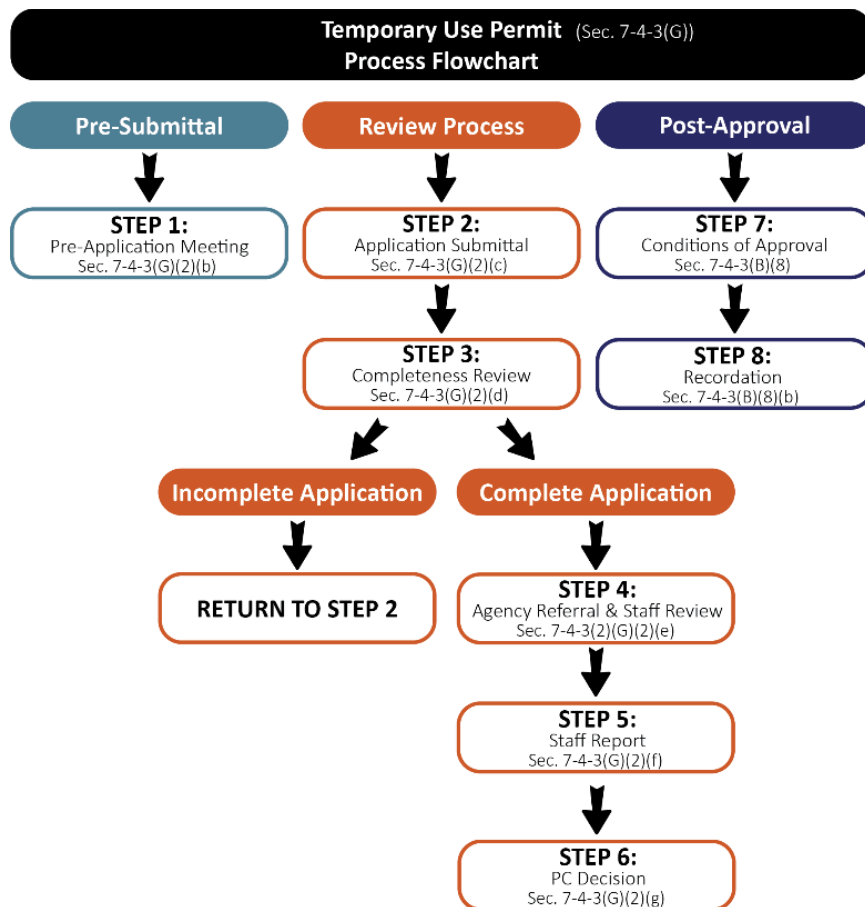 Temporary Use Permit (Sec. 7-4-3(G))
Process Flowchart
Pre-Submittal
STEP 1:
Pre-Application Meeting
Sec. 7-4-3(G)(2)(b)
Review Process
STEP 2:
Application Submittal
Sec. 7-4-3(G)(2)(c)
STEP 3:
Completeness Review
Sec. 7-4-3(G)(2)(d)
Incomplete Application
RETURN TO STEP 2
Complete Application
STEP 4:
Agency Referral & Staff Review
Sec. 7-4-3(2)(G)(2)(e)
STEP 5:
Staff Report
Sec. 7-4-3(G)(2)(f)
STEP 6:
PC Decision
Sec. 7-4-3(G)(2)(g)
Post-Approval
STEP 7:
Conditions of Approval
Sec. 7-4-3(B)(8)
STEP 8:
Recordation
Sec. 7-4-3(B)(8)(b)